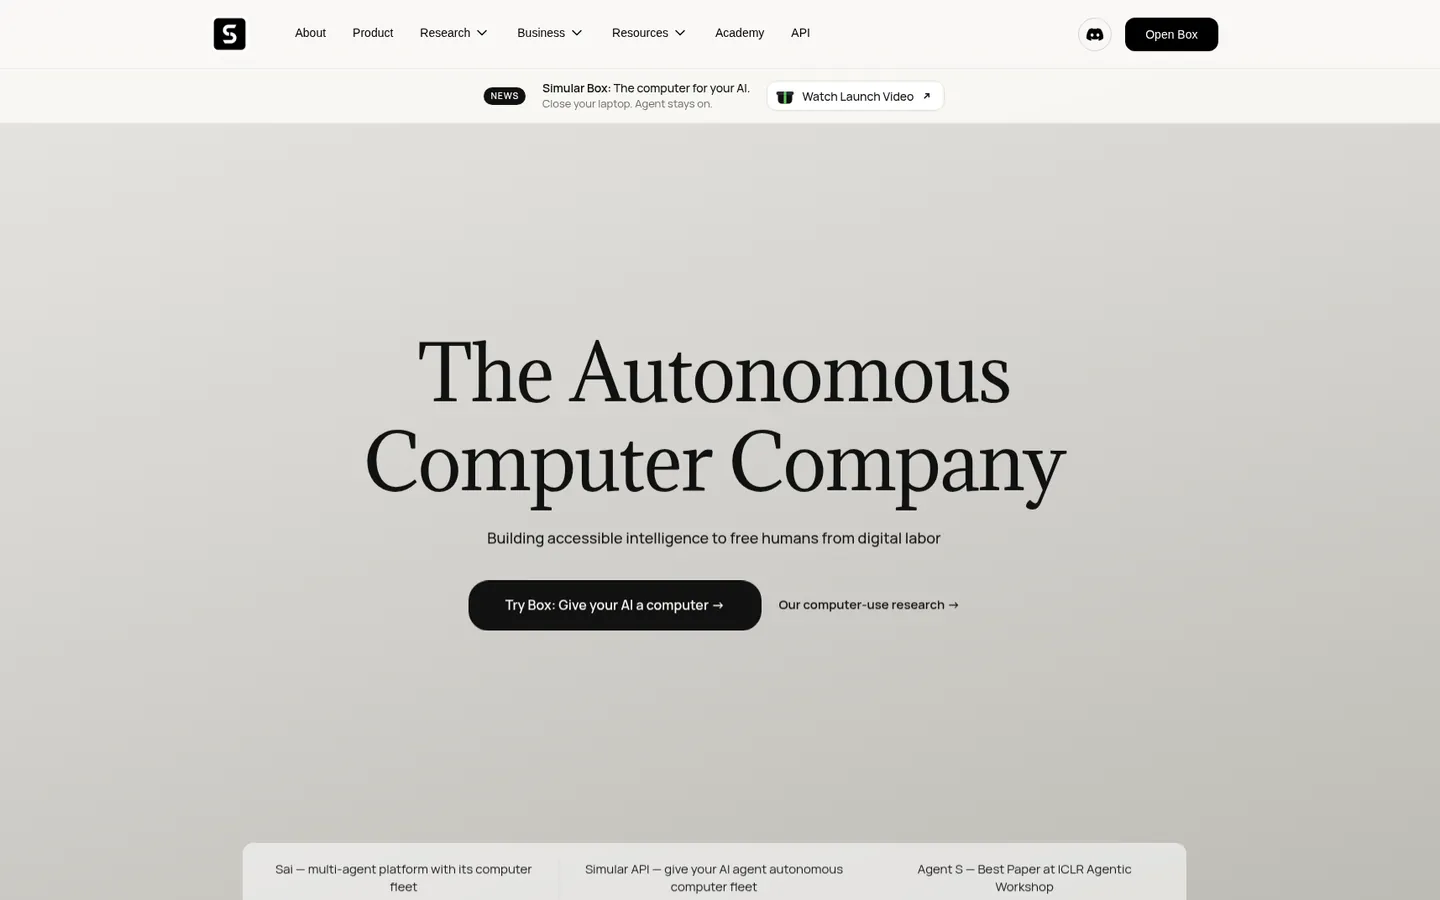 S
About
Product
Research
Business
Resources
Academy
API
Open Box
NEWS
Simular Box: The computer for your AI.
Close your laptop. Agent stays on.
Watch Launch Video
The Autonomous
Computer Company
Building accessible intelligence to free humans from digital labor
Try Box: Give your AI a computer →
Our computer-use research →
Sai — multi-agent platform with its computer
fleet
Simular API — give your AI agent autonomous
computer fleet
Agent S — Best Paper at ICLR Agentic
Workshop